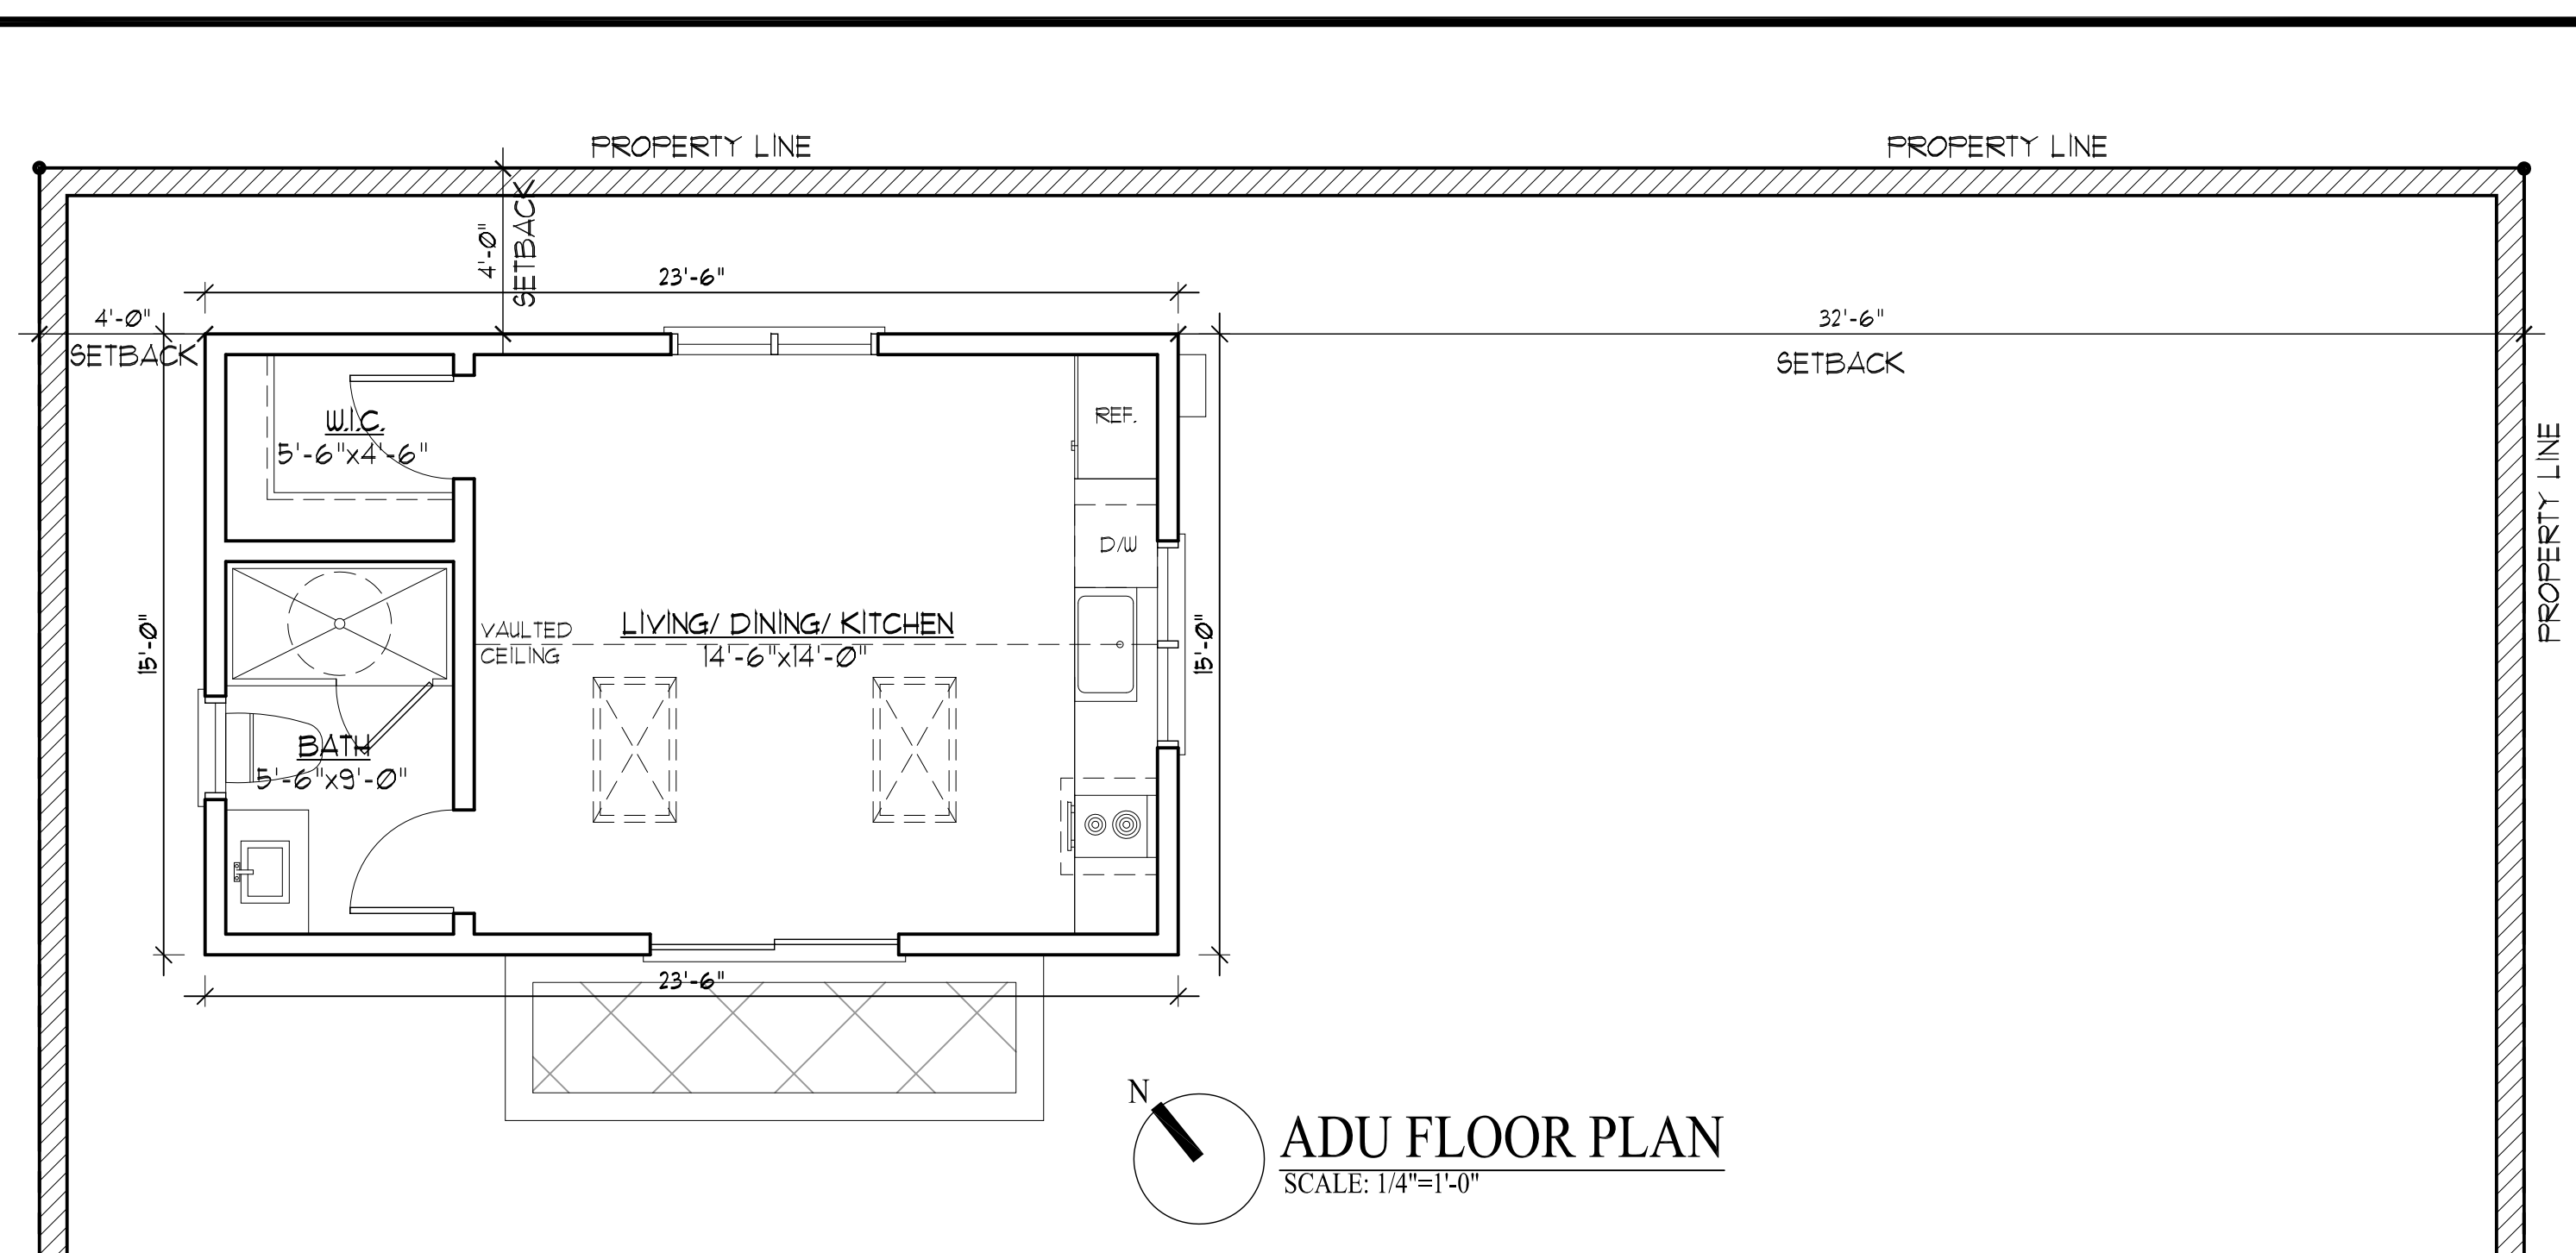 PROPERTY LINE
PROPERTY LINE
4'-0"
SETBACK
23'-6"
4'-0"
SETBACK
32'-6"
SETBACK
PROPERTY LINE
W.I.C.
5'-6"x4'-6"
REF.
D/W
15'-0"
VAULTED
CEILING
LIVING/ DINING/ KITCHEN
14'-6"x14'-0"
15'-0"
BATH
5'-6"x9'-0"
23'-6"
N
ADU FLOOR PLAN
SCALE: 1/4"=1'-0"